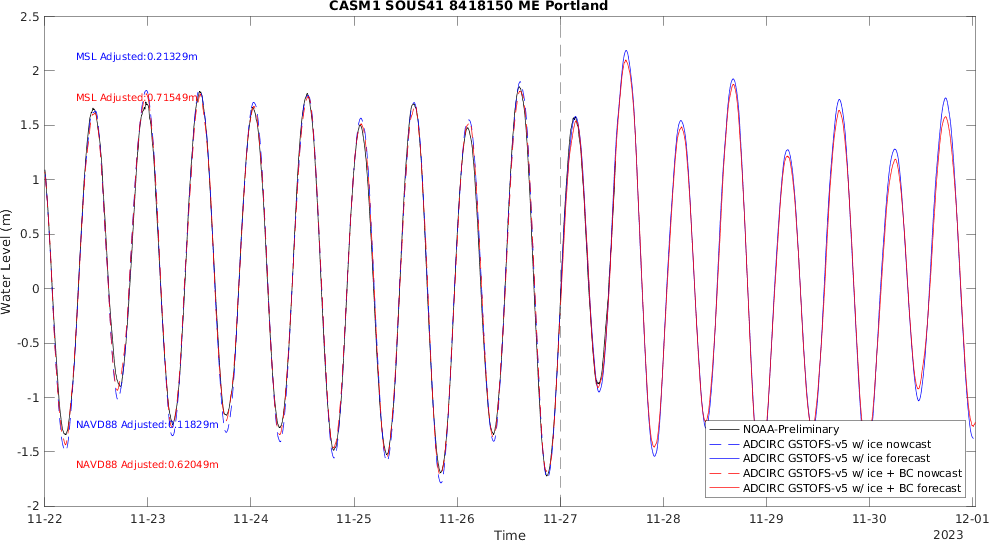 CASM1 SOUS41 8418150 ME Portland
2.5
2
1.5
1
0.5
0
-0.5
-1
-1.5
-2
Water Level (m)
MSL Adjusted:0.21329m
MSL Adjusted:0.71549m
NAVD88 Adjusted:0.11829m
NAVD88 Adjusted:0.62049m
NOAA-Preliminary
ADCIRC GSTOFS-v5 w/ ice nowcast
ADCIRC GSTOFS-v5 w/ ice forecast
ADCIRC GSTOFS-v5 w/ ice + BC nowcast
ADCIRC GSTOFS-v5 w/ ice + BC forecast
11-22 11-23 11-24 11-25 11-26 11-27 11-28 11-29 11-30 12-01
Time
2023